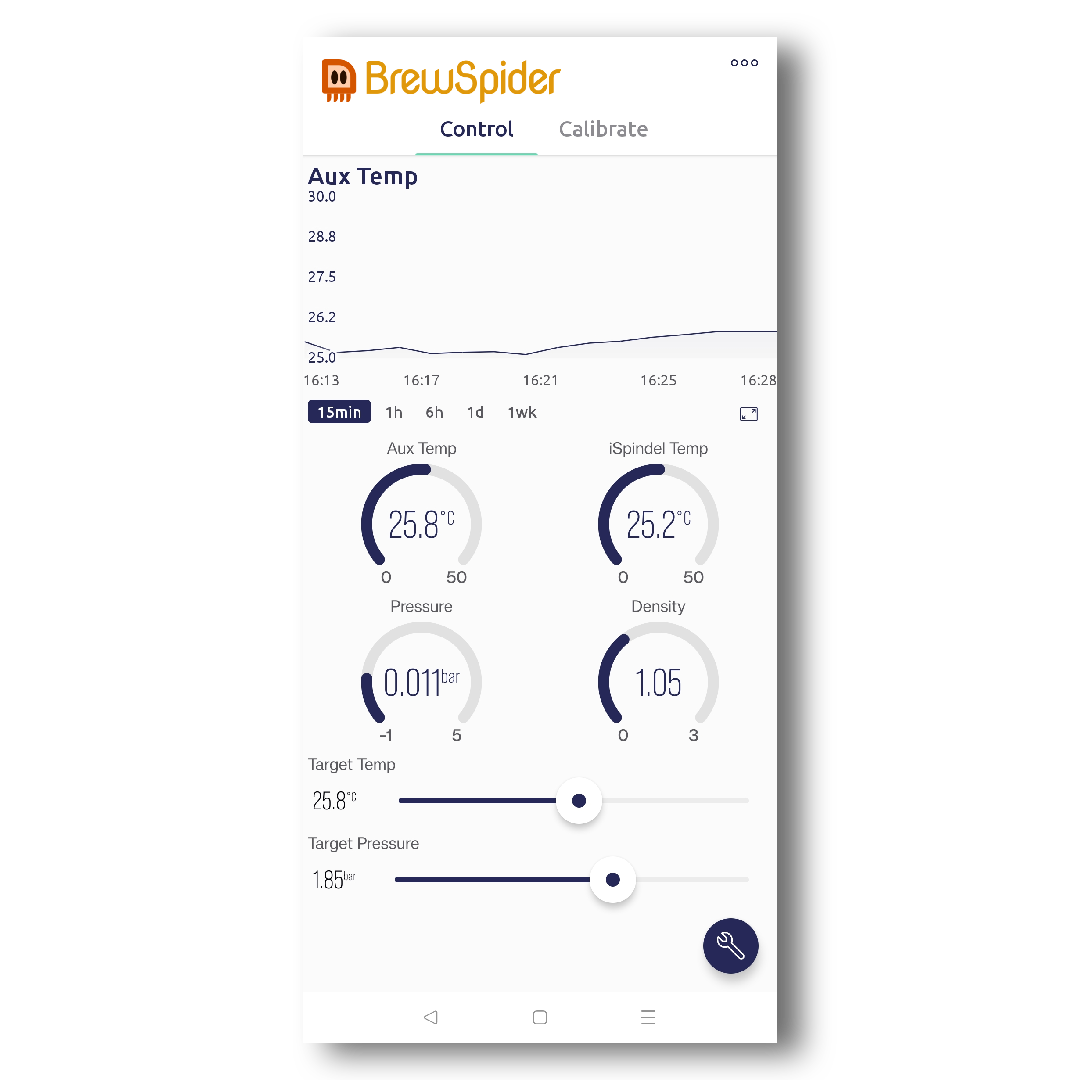 BrewSpider
Control Calibrate
Aux Temp
30.0
28.8
27.5
26.2
25.0
16:13 16:17 16:21 16:25 16:28
15min 1h 6h 1d 1wk
Aux Temp iSpindel Temp
25.8°C 25.2°C
0 50 0 50
Pressure Density
0.011bar 1.05
-1 5 0 3
Target Temp
25.8°C
Target Pressure
1.85bar